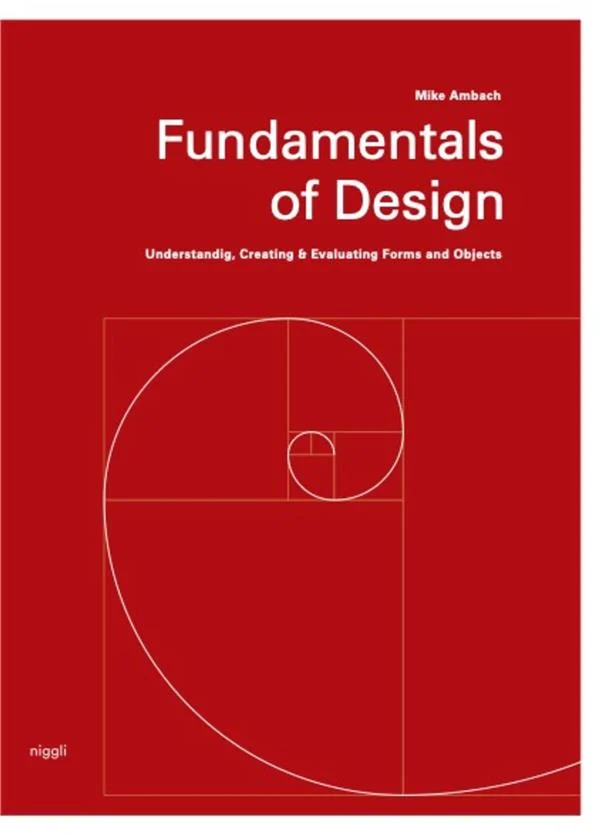 Mike Ambach
Fundamentals
of Design
Understandig, Creating & Evaluating Forms and Objects
niggli